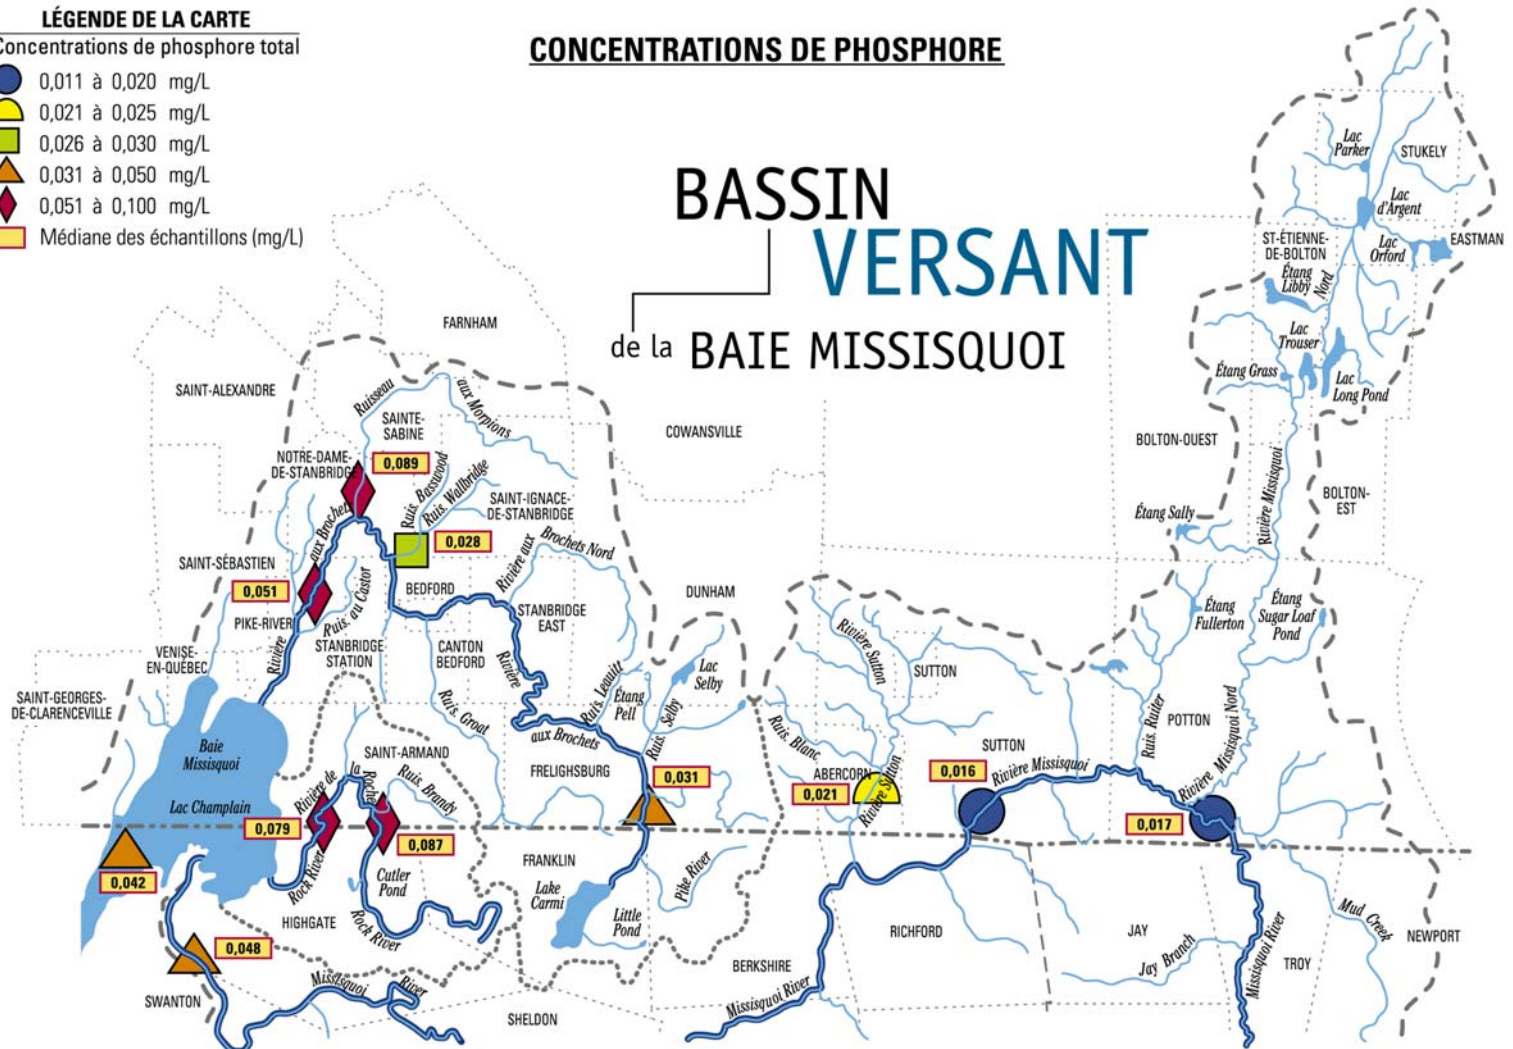 LÉGENDE DE LA CARTE
Concentrations de phosphore total
0,011 à 0,020 mg/L
0,021 à 0,025 mg/L
0,026 à 0,030 mg/L
0,031 à 0,050 mg/L
0,051 à 0,100 mg/L
Médiane des échantillons (mg/L)
CONCENTRATIONS DE PHOSPHORE
BASSIN
VERSANT
de la BAIE MISSISQUOI
Lac
Parker
STUKELY
Lac
d'Argent
ST-ÉTIENNE-
DE-BOLTON
Lac
Orford
EASTMAN
Étang
Libby
Nord
Lac
Trouser
Étang Grass
Lac
Long Pond
FARNHAM
SAINT-ALEXANDRE
Ruisseau
aux Morpions
SAINTE-
SABINE
COWANSVILLE
BOLTON-OUEST
NOTRE-DAME-
DE-STANBRIDGE
0,089
Ruis. Basswood
Ruis. Wallbridge
SAINT-IGNACE-
DE-STANBRIDGE
Rivière Missisquoi
BOLTON-
EST
Étang Sally
aux Brochets
0,028
Rivière aux
Brochets Nord
SAINT-SÉBASTIEN
0,051
Ruis. au Castor
BEDFORD
STANBRIDGE
EAST
DUNHAM
Étang
Fullerton
Étang
Sugar Loaf
Pond
PIKE-RIVER
Rivière
STANBRIDGE
STATION
CANTON
BEDFORD
Rivière
Rivière Sutton
SUTTON
VENISE-
EN-QUÉBEC
SAINT-GEORGES-
DE-CLARENCEVILLE
Ruis. Groat
Ruis. Leauitt
Étang
Pell
Ruis. Selby
Lac
Selby
Ruis. Blanc
Ruis. Ruiter
POTTON
Rivière Missisquoi Nord
Baie
Missisquoi
Lac Champlain
SAINT-ARMAND
Rivière de
la
Roche
Ruis. Brandy
aux Brochets
FRELIGHSBURG
0,031
ABERCORN
0,021
Rivière Sutton
0,016
SUTTON
Rivière Missisquoi
0,017
0,079
0,087
0,042
Rock River
Cutler
Pond
Rock River
HIGHGATE
FRANKLIN
Lake
Carmi
Little
Pond
Pike River
RICHFORD
JAY
Jay Branch
Missisquoi River
TROY
Mud Creek
NEWPORT
0,048
SWANTON
Missisquoi
River
SHELDON
BERKSHIRE
Missisquoi River